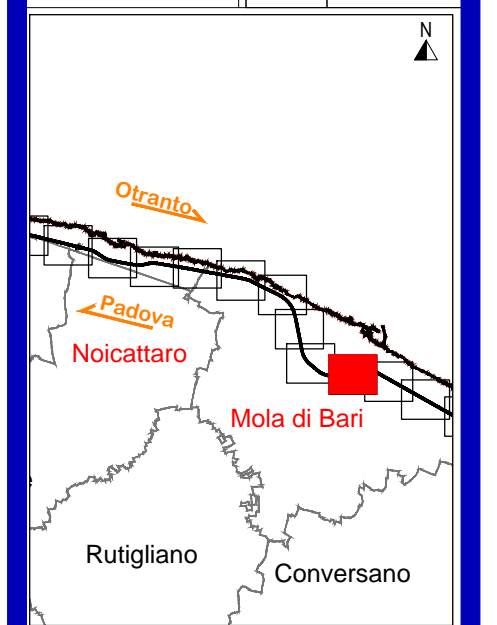 N
Otranto
Padova
Noicattaro
Mola di Bari
Rutigliano
Conversano